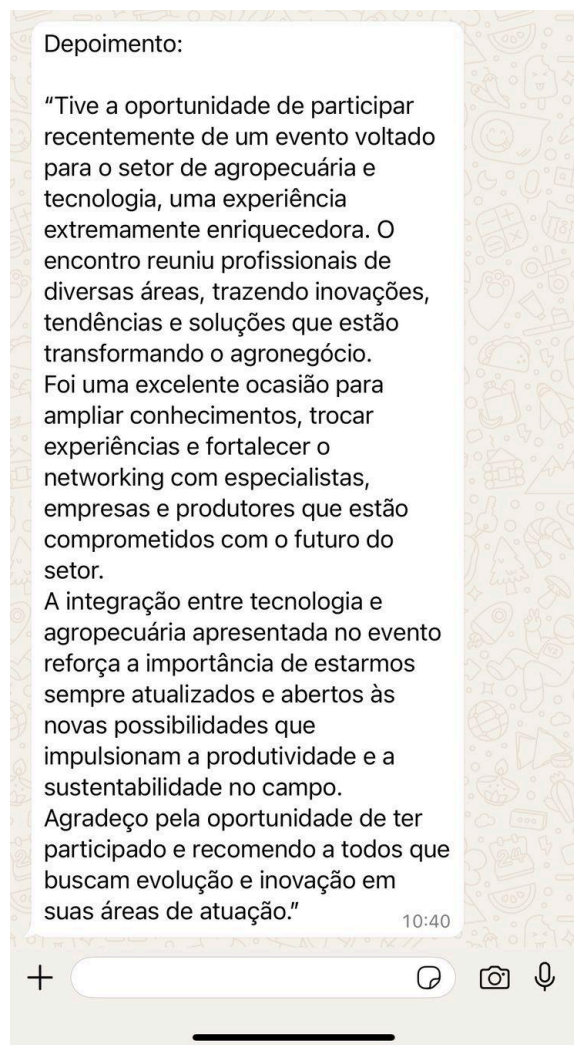 Depoimento:
“Tive a oportunidade de participar
recentemente de um evento voltado
para o setor de agropecuária e
tecnologia, uma experiência
extremamente enriquecedora. O
encontro reuniu profissionais de
diversas áreas, trazendo inovações,
tendências e soluções que estão
transformando o agronegócio.
Foi uma excelente ocasião para
ampliar conhecimentos, trocar
experiências e fortalecer o
networking com especialistas,
empresas e produtores que estão
comprometidos com o futuro do
setor.
A integração entre tecnologia e
agropecuária apresentada no evento
reforça a importância de estarmos
sempre atualizados e abertos às
novas possibilidades que
impulsionam a produtividade e a
sustentabilidade no campo.
Agradeço pela oportunidade de ter
participado e recomendo a todos que
buscam evolução e inovação em
suas áreas de atuação.”
10:40